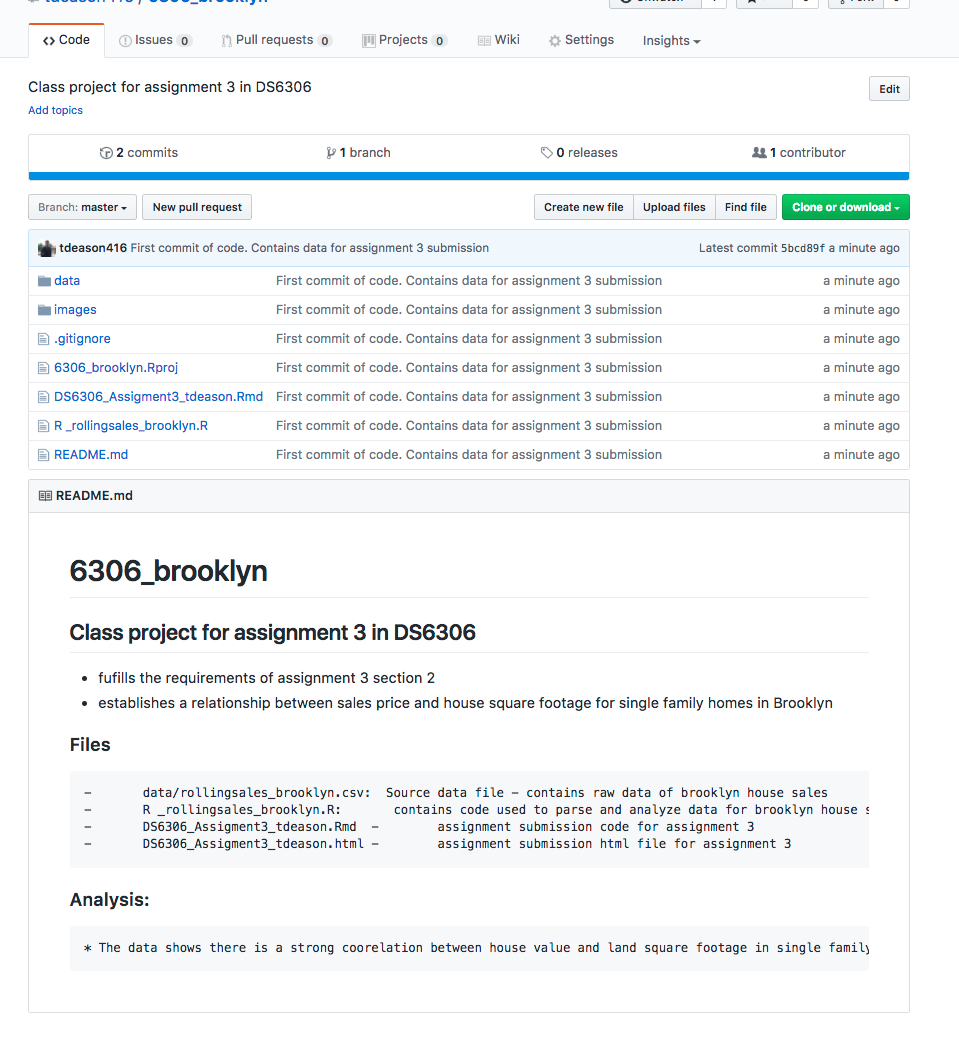 6306_brooklyn
Code Issues 0 Pull requests 0 Projects 0 Wiki Settings Insights
Class project for assignment 3 in DS6306
Edit
Add topics
2 commits 1 branch 0 releases 1 contributor
Branch: master New pull request Create new file Upload files Find file Clone or download
tdeason416 First commit of code. Contains data for assignment 3 submission Latest commit 5bcd89f a minute ago
data First commit of code. Contains data for assignment 3 submission a minute ago
images First commit of code. Contains data for assignment 3 submission a minute ago
.gitignore First commit of code. Contains data for assignment 3 submission a minute ago
6306_brooklyn.Rproj First commit of code. Contains data for assignment 3 submission a minute ago
DS6306_Assigment3_tdeason.Rmd First commit of code. Contains data for assignment 3 submission a minute ago
R _rollingsales_brooklyn.R First commit of code. Contains data for assignment 3 submission a minute ago
README.md First commit of code. Contains data for assignment 3 submission a minute ago
README.md
6306_brooklyn
Class project for assignment 3 in DS6306
• fufills the requirements of assignment 3 section 2
• establishes a relationship between sales price and house square footage for single family homes in Brooklyn
Files
– data/rollingsales_brooklyn.csv: Source data file – contains raw data of brooklyn house sales
– R _rollingsales_brooklyn.R: contains code used to parse and analyze data for brooklyn house s
– DS6306_Assigment3_tdeason.Rmd – assignment submission code for assignment 3
– DS6306_Assigment3_tdeason.html – assignment submission html file for assignment 3
Analysis:
* The data shows there is a strong coorelation between house value and land square footage in single family